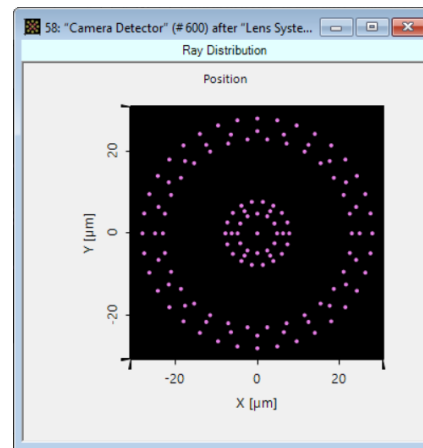 58: "Camera Detector" (# 600) after "Lens Syste...
Ray Distribution
Position
20
0
-20
Y [µm]
-20 0 20
X [µm]